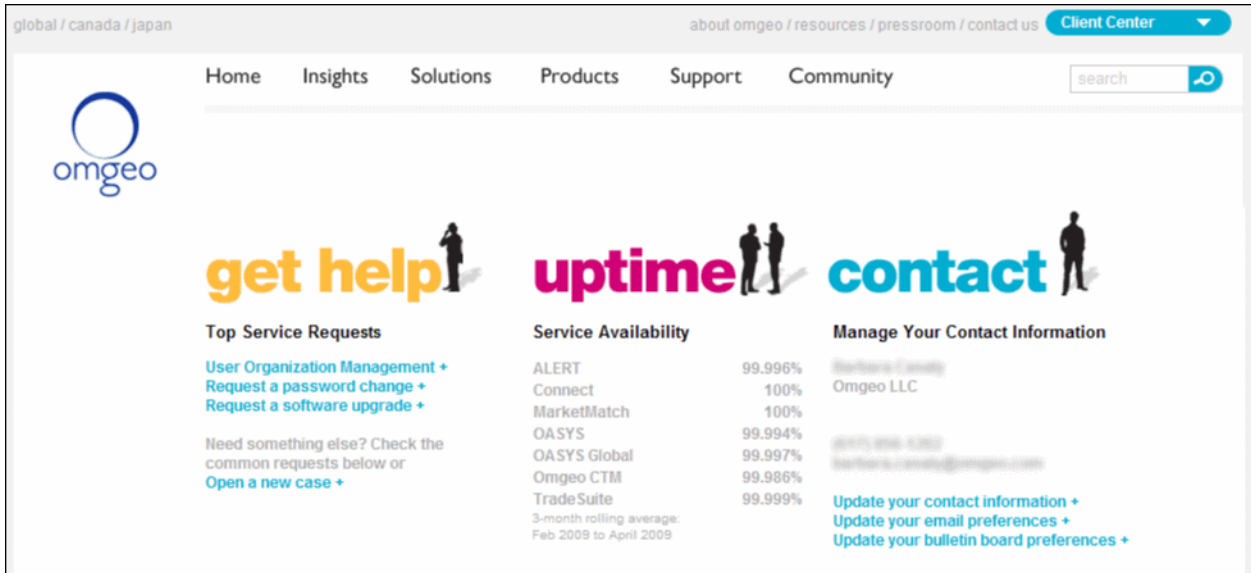 global / canada / japan
about omgeo / resources / pressroom / contact us
Client Center
Home Insights Solutions Products Support Community
search
omgeo
get help
Top Service Requests
User Organization Management +
Request a password change +
Request a software upgrade +
Need something else? Check the
common requests below or
Open a new case +
uptime
Service Availability
ALERT 99.996%
Connect 100%
MarketMatch 100%
OASYS 99.994%
OASYS Global 99.997%
Omgeo CTM 99.986%
TradeSuite 99.999%
3-month rolling average:
Feb 2009 to April 2009
contact
Manage Your Contact Information
Omgeo LLC
Update your contact information +
Update your email preferences +
Update your bulletin board preferences +